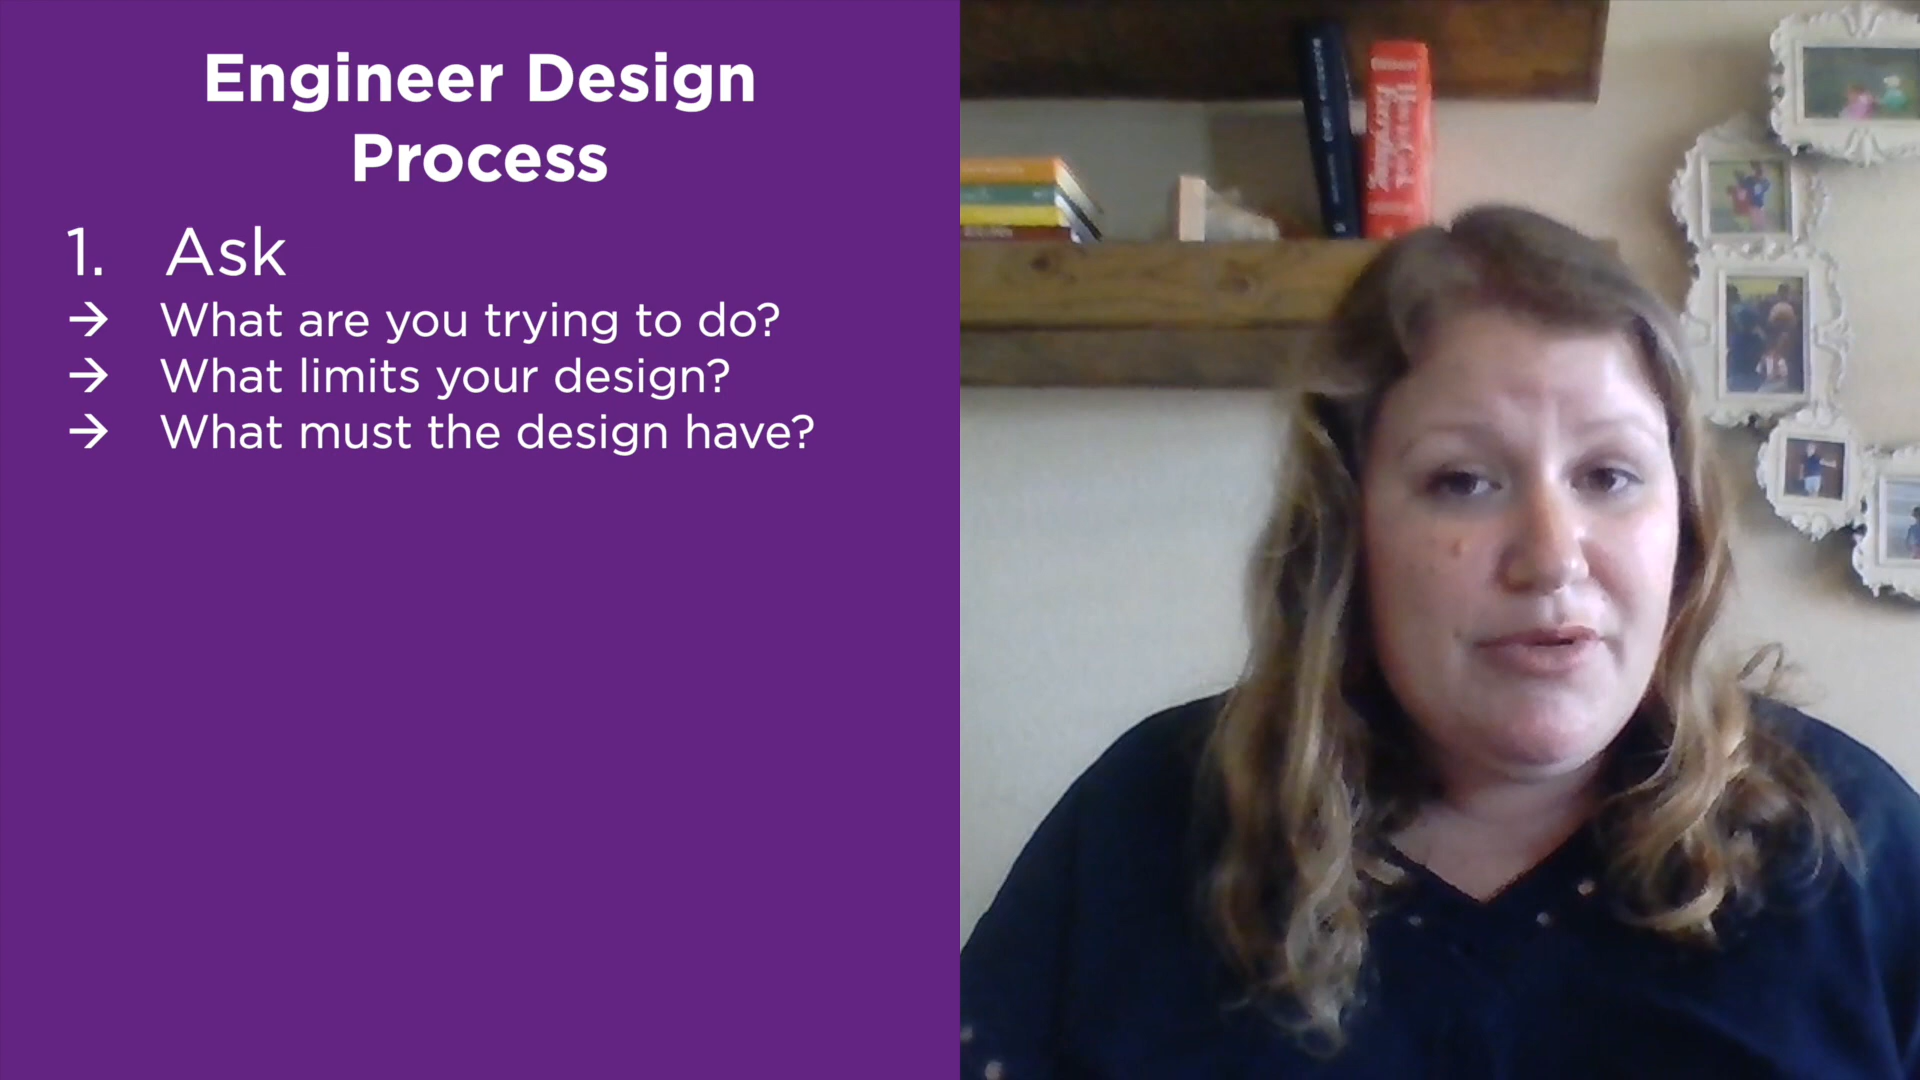 Engineer Design
Process
1. Ask
→ What are you trying to do?
→ What limits your design?
→ What must the design have?